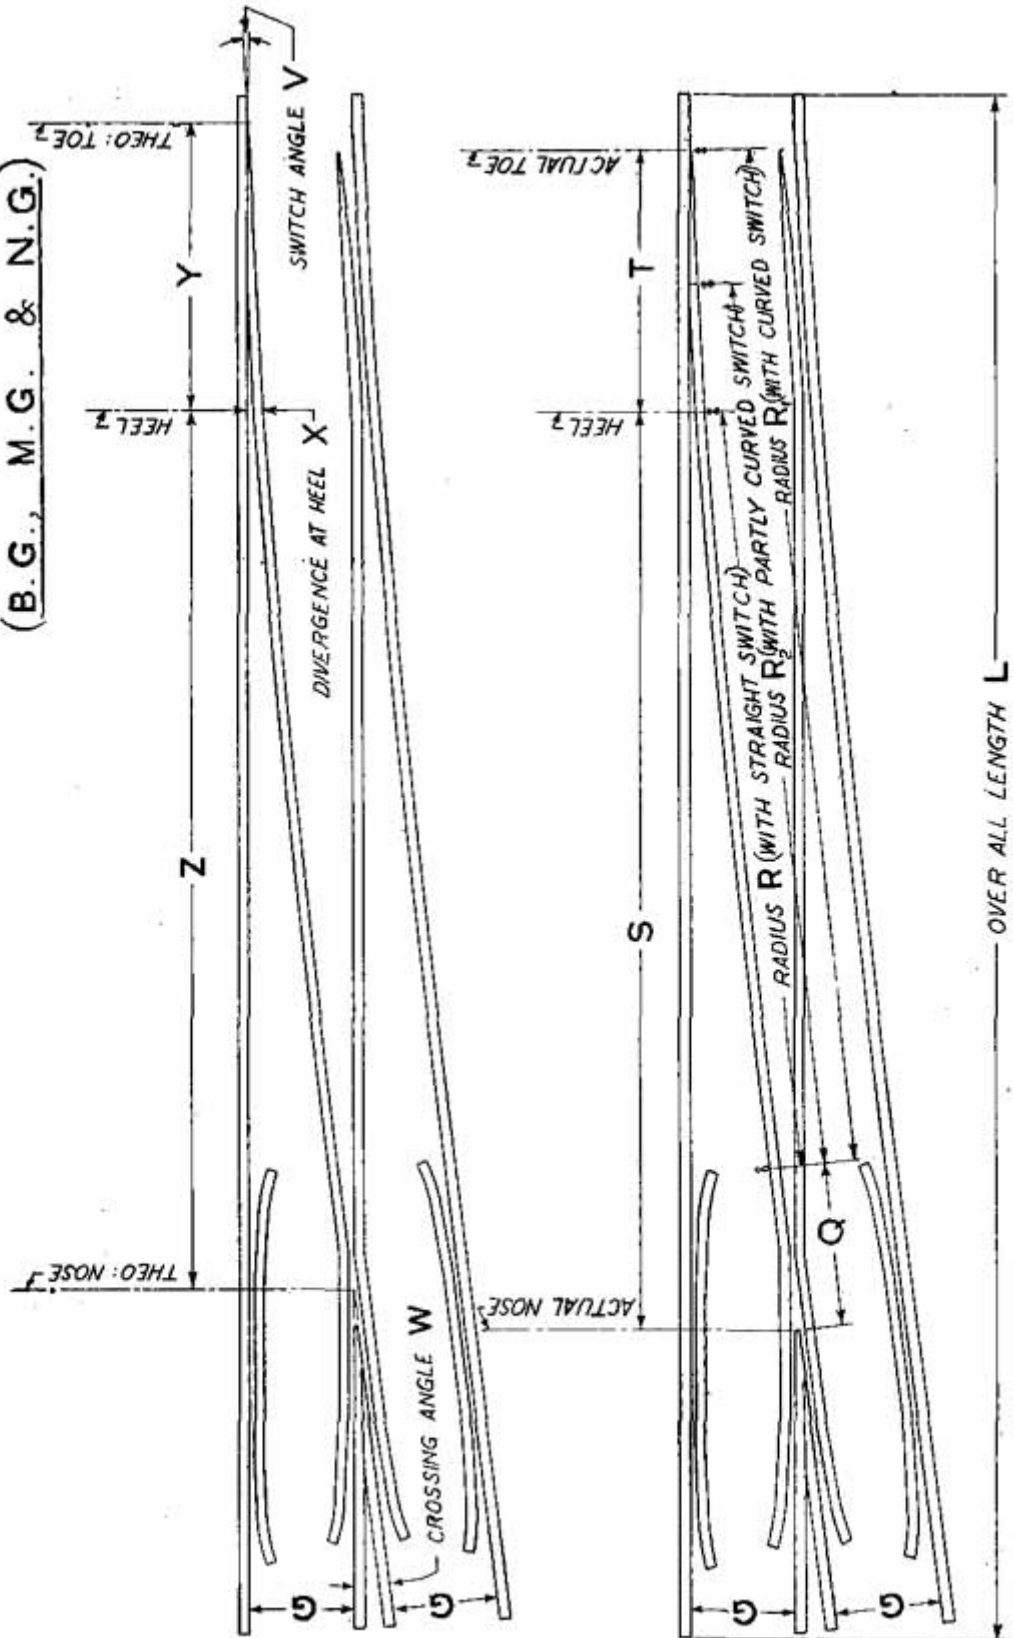 (B.G., M.G. & N.G.)
THEO: TOE
SWITCH ANGLE V
Y
HEEL
DIVERGENCE AT HEEL X
Z
THEO: NOSE
CROSSING ANGLE W
G
G
ACTUAL TOE
T
HEEL
S
RADIUS R (WITH STRAIGHT SWITCH)
RADIUS R2 (WITH PARTLY CURVED SWITCH)
RADIUS R1 (WITH CURVED SWITCH)
ACTUAL NOSE
Q
G
G
OVER ALL LENGTH L